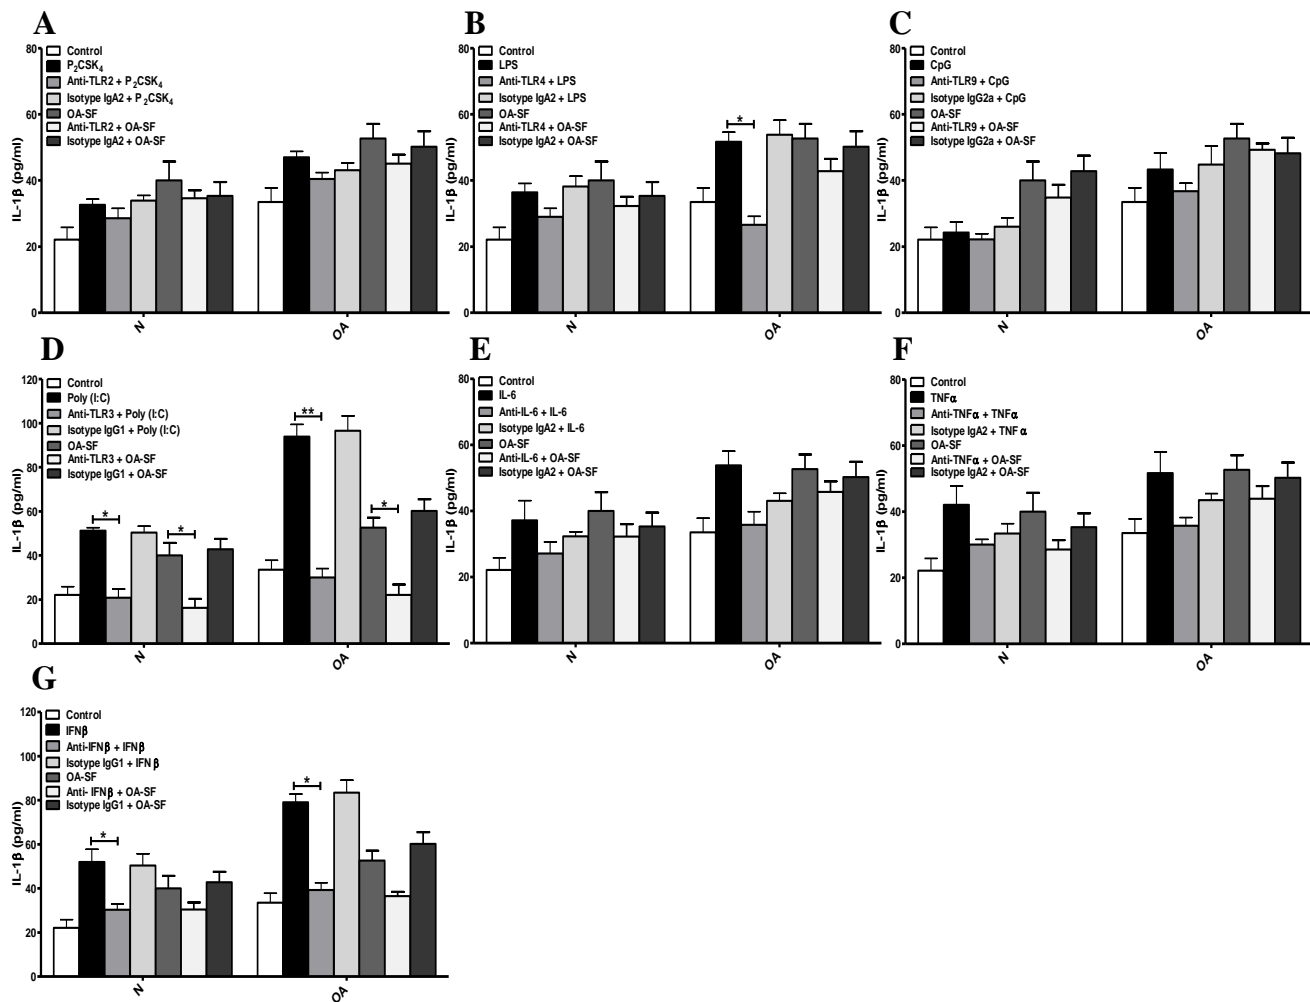 A
80
60
40
20
0
IL-1β (pg/ml)
Control
P2CSK4
Anti-TLR2 + P2CSK4
Isotype IgA2 + P2CSK4
OA-SF
Anti-TLR2 + OA-SF
Isotype IgA2 + OA-SF
N
OA
B
80
60
40
20
0
IL-1β (pg/ml)
Control
LPS
Anti-TLR4 + LPS
Isotype IgA2 + LPS
OA-SF
Anti-TLR4 + OA-SF
Isotype IgA2 + OA-SF
*
N
OA
C
80
60
40
20
0
IL-1β (pg/ml)
Control
CpG
Anti-TLR9 + CpG
Isotype IgG2a + CpG
OA-SF
Anti-TLR9 + OA-SF
Isotype IgG2a + OA-SF
N
OA
D
120
100
80
60
40
20
0
IL-1β (pg/ml)
Control
Poly (I:C)
Anti-TLR3 + Poly (I:C)
Isotype IgG1 + Poly (I:C)
OA-SF
Anti-TLR3 + OA-SF
Isotype IgG1 + OA-SF
*
*
**
*
N
OA
E
80
60
40
20
0
IL-1β (pg/ml)
Control
IL-6
Anti-IL-6 + IL-6
Isotype IgA2 + IL-6
OA-SF
Anti-IL-6 + OA-SF
Isotype IgA2 + OA-SF
N
OA
F
80
60
40
20
0
IL-1β (pg/ml)
Control
TNFα
Anti-TNFα + TNFα
Isotype IgA2 + TNFα
OA-SF
Anti-TNFα + OA-SF
Isotype IgA2 + OA-SF
N
OA
G
120
100
80
60
40
20
0
IL-1β (pg/ml)
Control
IFNβ
Anti-IFNβ + IFNβ
Isotype IgG1 + IFNβ
OA-SF
Anti- IFNβ + OA-SF
Isotype IgG1 + OA-SF
*
*
N
OA